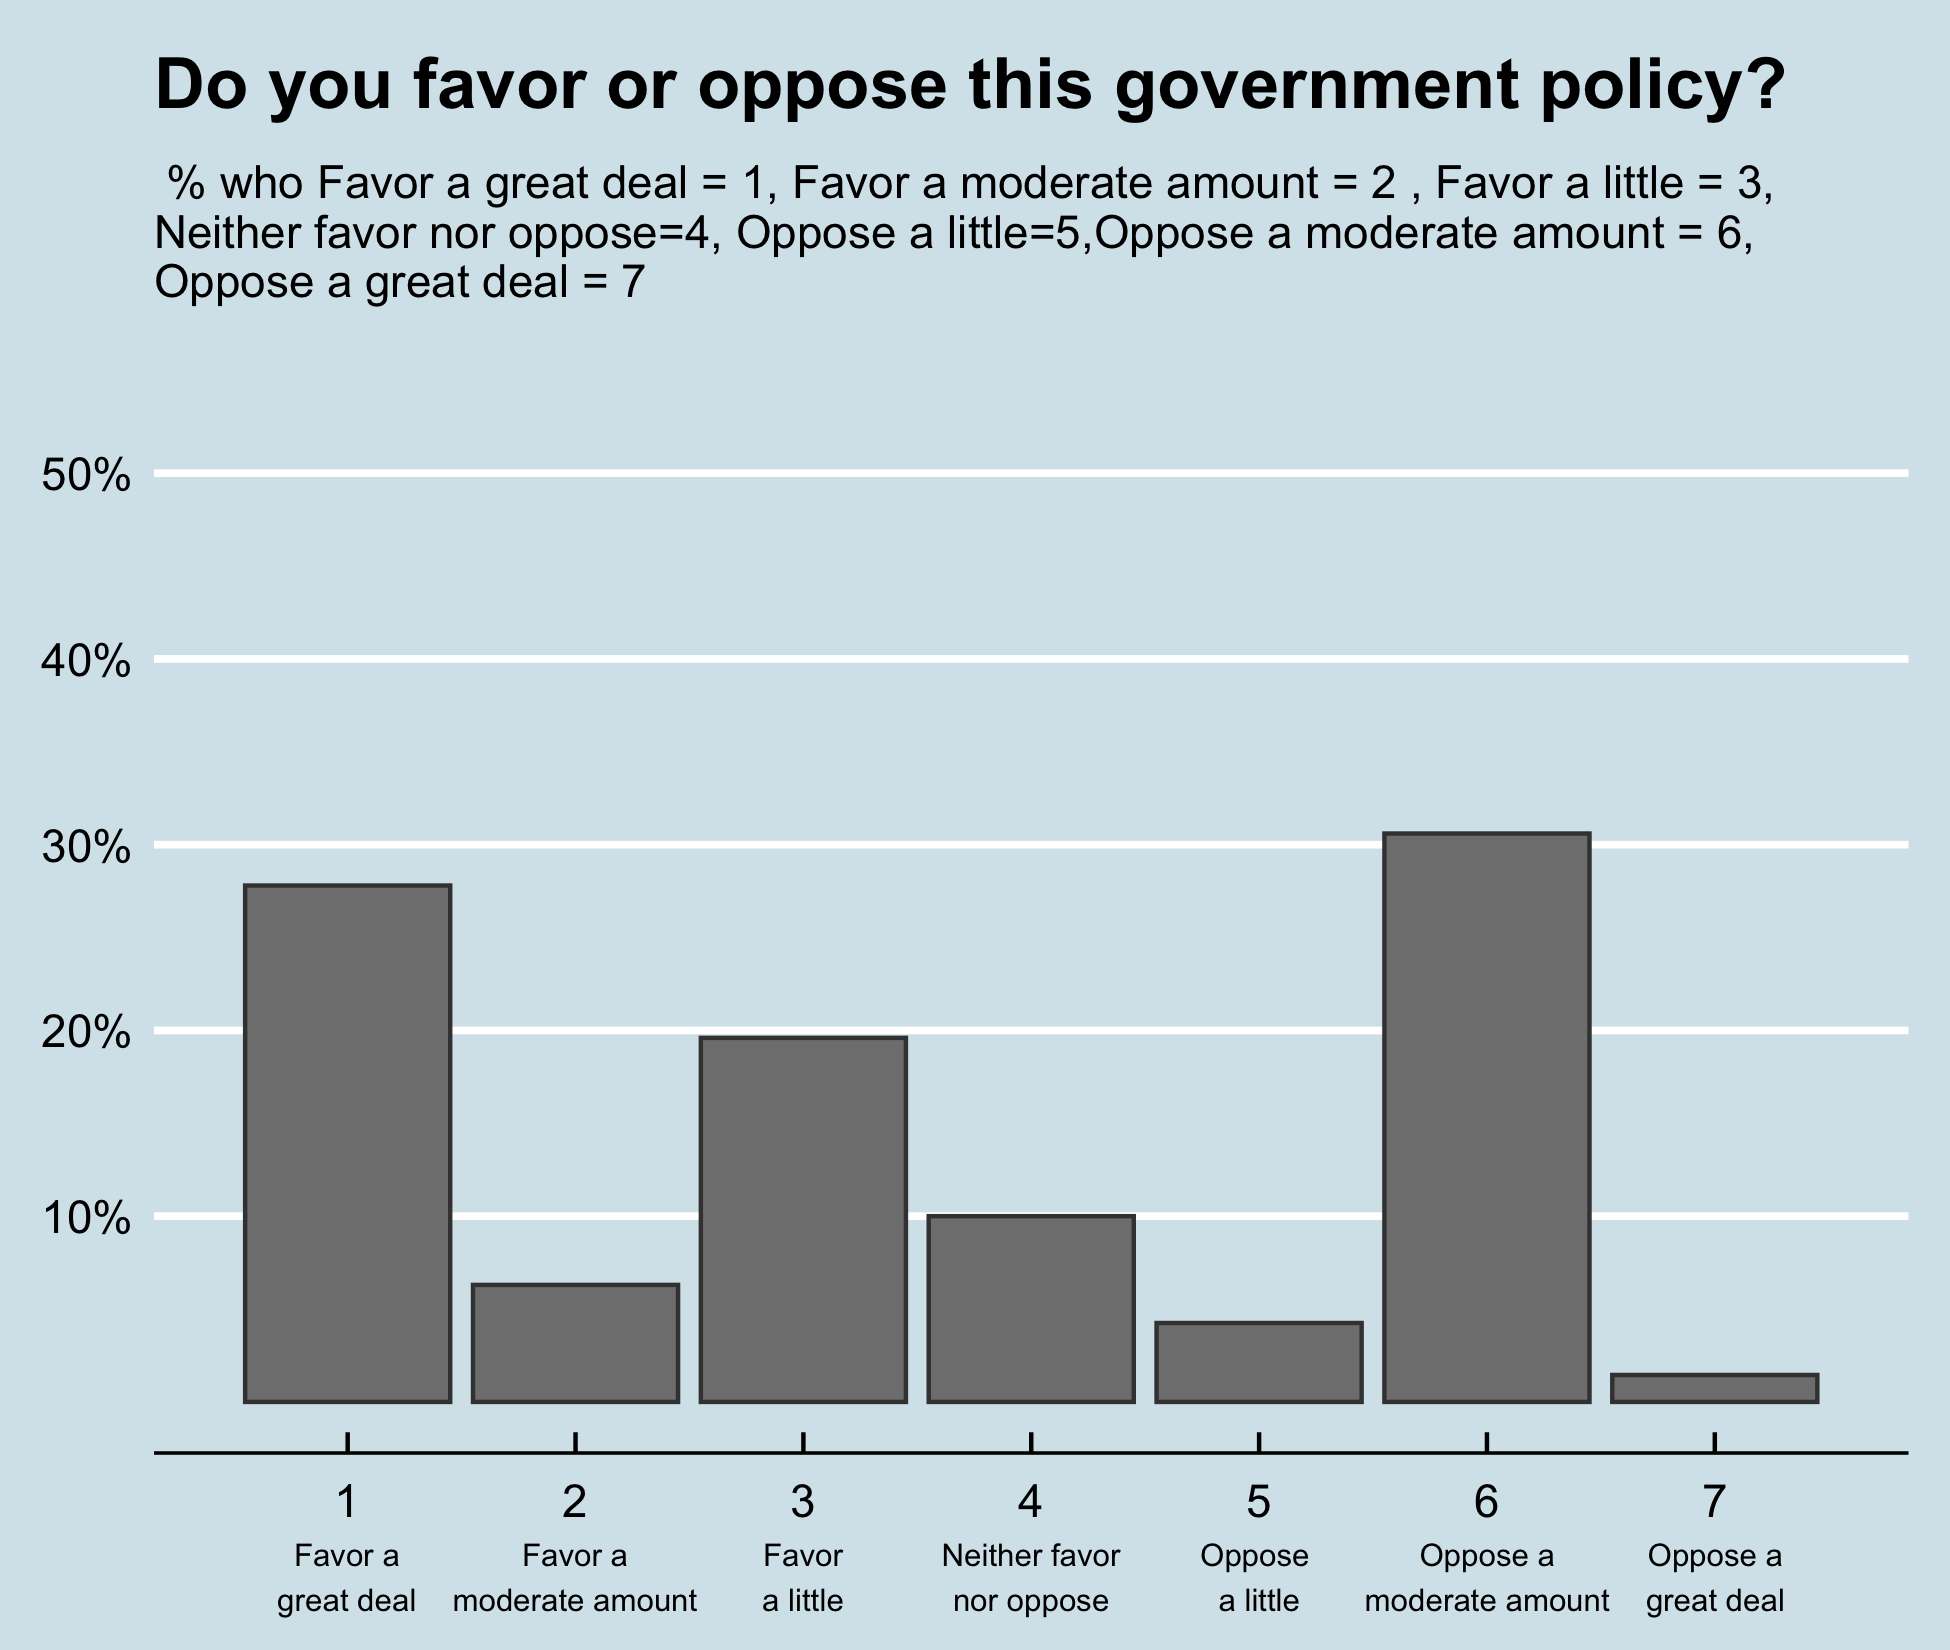 Do you favor or oppose this government policy?
% who Favor a great deal = 1, Favor a moderate amount = 2 , Favor a little = 3,
Neither favor nor oppose=4, Oppose a little=5,Oppose a moderate amount = 6,
Oppose a great deal = 7
50%
40%
30%
20%
10%
1 2 3 4 5 6 7
Favor a Favor a Favor Neither favor Oppose Oppose a Oppose a
great deal moderate amount a little nor oppose a little moderate amount great deal